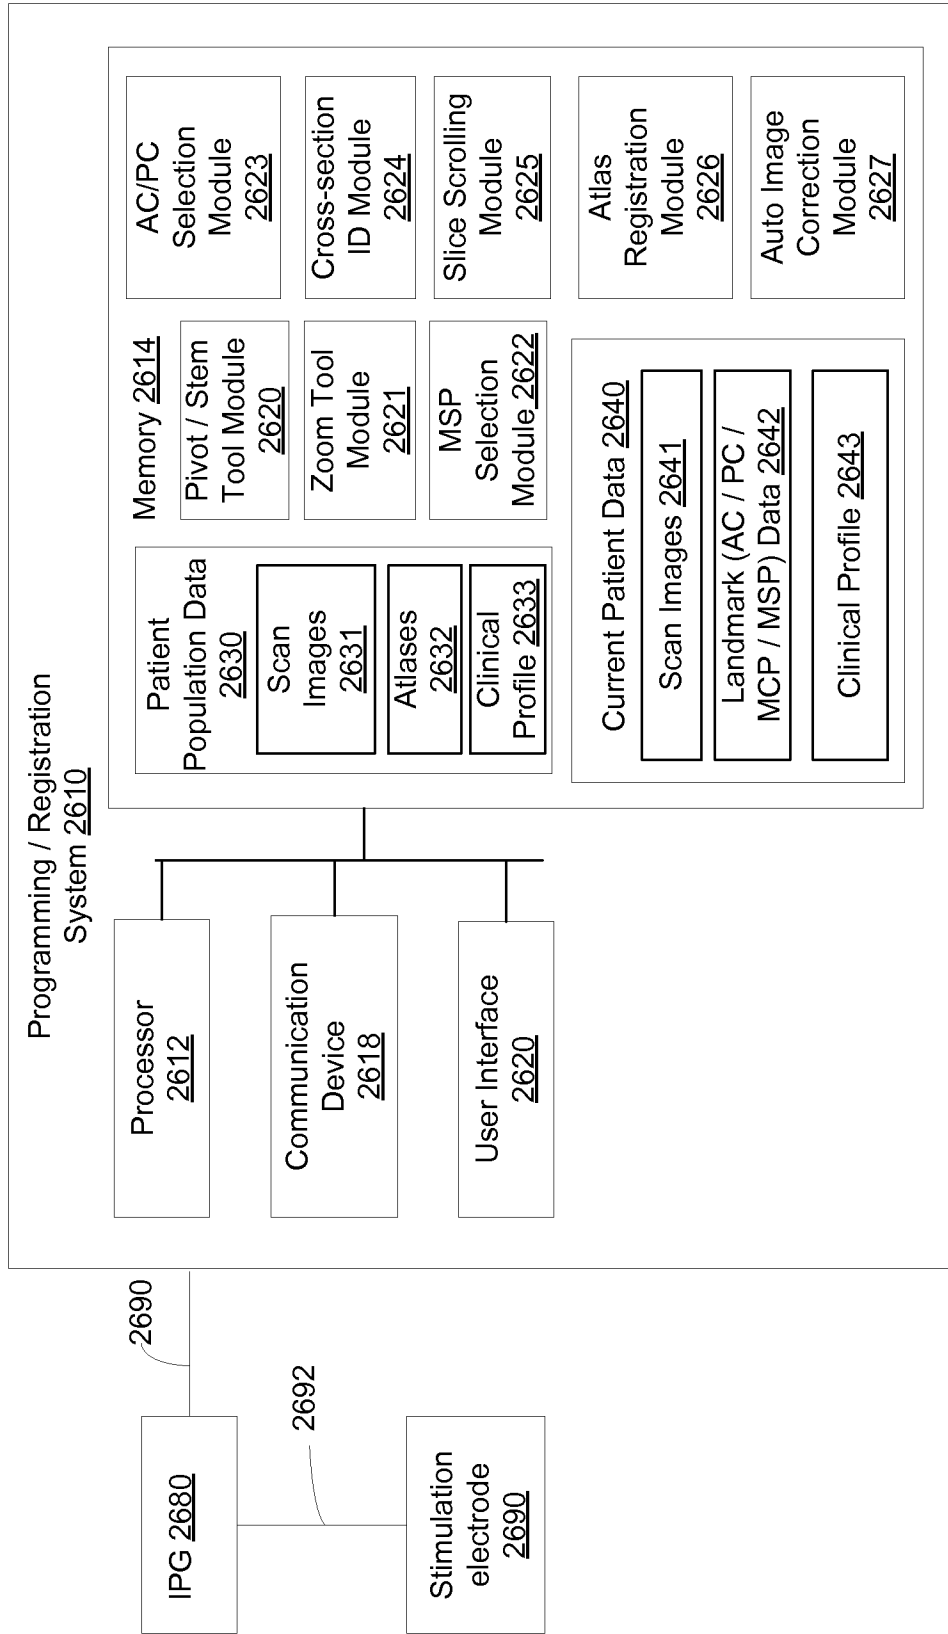 Programming / Registration
System 2610
Processor
2612
Communication
Device
2618
User Interface
2620
Memory 2614
Patient
Population Data
2630
Scan
Images
2631
Atlases
2632
Clinical
Profile 2633
Pivot / Stem
Tool Module
2620
Zoom Tool
Module
2621
MSP
Selection
Module 2622
AC/PC
Selection
Module
2623
Cross-section
ID Module
2624
Slice Scrolling
Module
2625
Atlas
Registration
Module
2626
Auto Image
Correction
Module
2627
Current Patient Data 2640
Scan Images 2641
Landmark (AC / PC /
MCP / MSP) Data 2642
Clinical Profile 2643
IPG 2680
2690
2692
Stimulation
electrode
2690